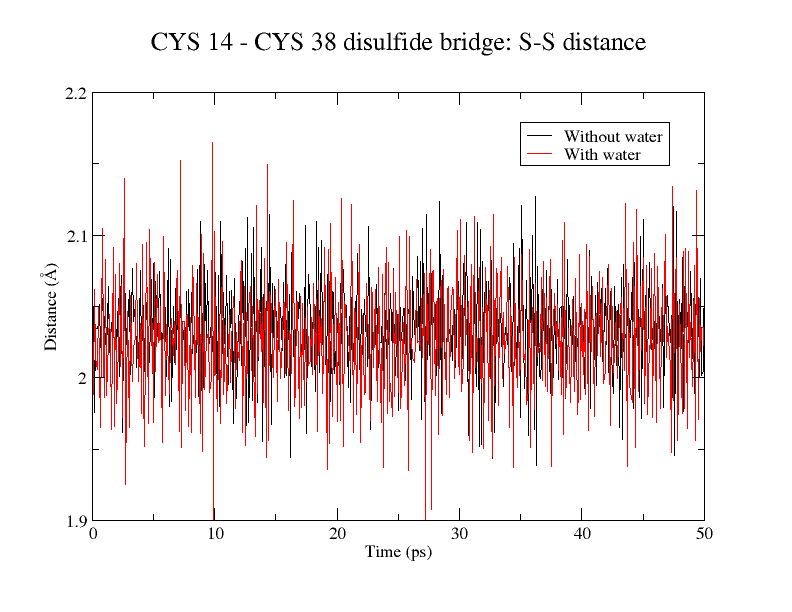 CYS 14 - CYS 38 disulfide bridge: S-S distance
2.2
Without water
With water
2.1
Distance (Å)
2
1.9
0 10 20 30 40 50
Time (ps)